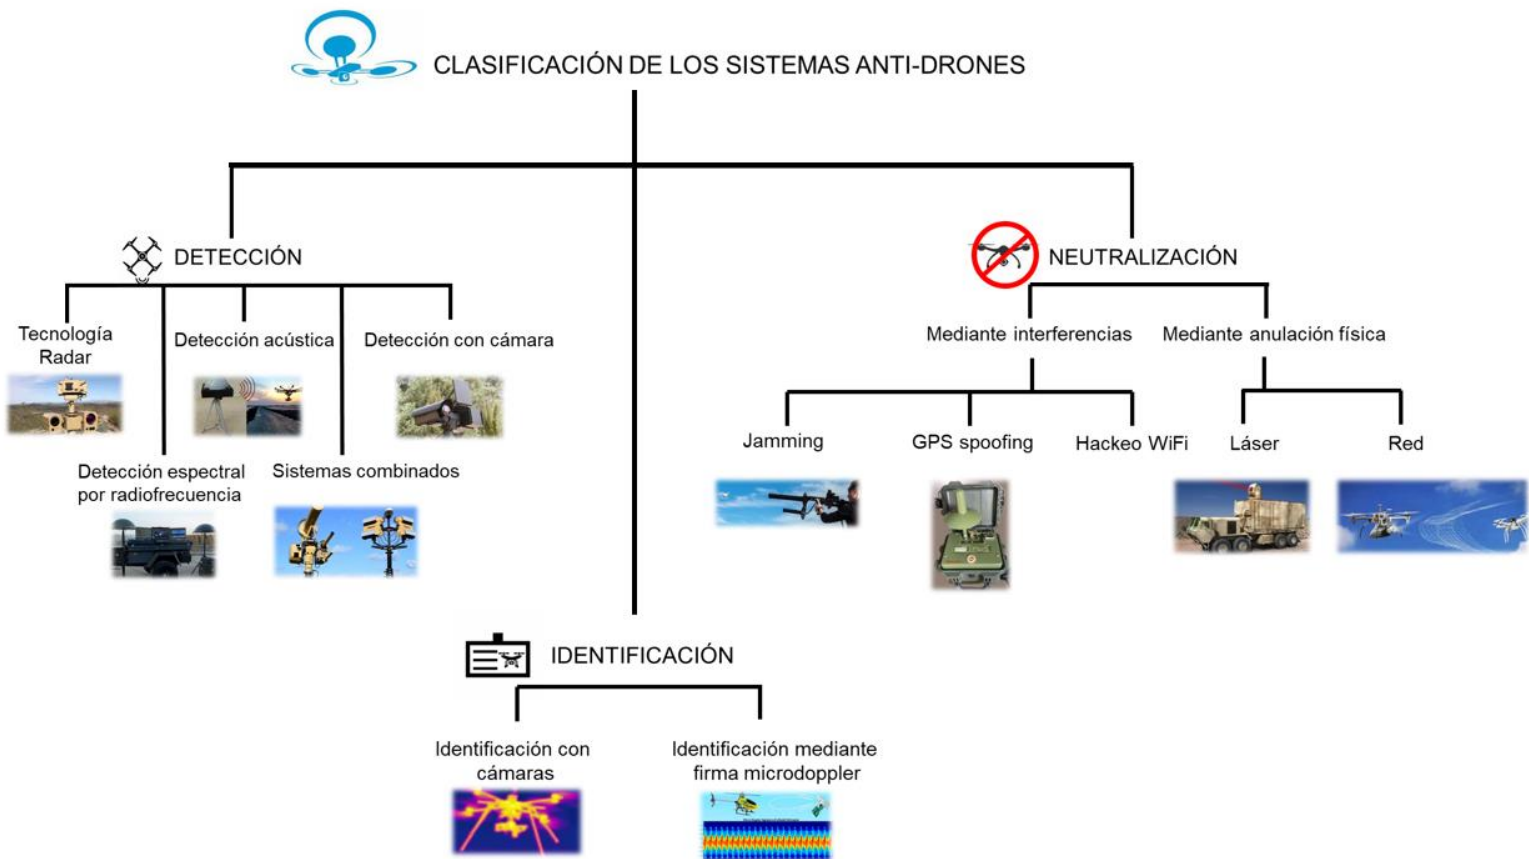 CLASIFICACIÓN DE LOS SISTEMAS ANTI-DRONES
DETECCIÓN
Tecnología
Radar
Detección acústica
Detección con cámara
Detección espectral
por radiofrecuencia
Sistemas combinados
NEUTRALIZACIÓN
Mediante interferencias
Mediante anulación física
Jamming
GPS spoofing
Hackeo WiFi
Láser
Red
IDENTIFICACIÓN
Identificación con
cámaras
Identificación mediante
firma microdoppler